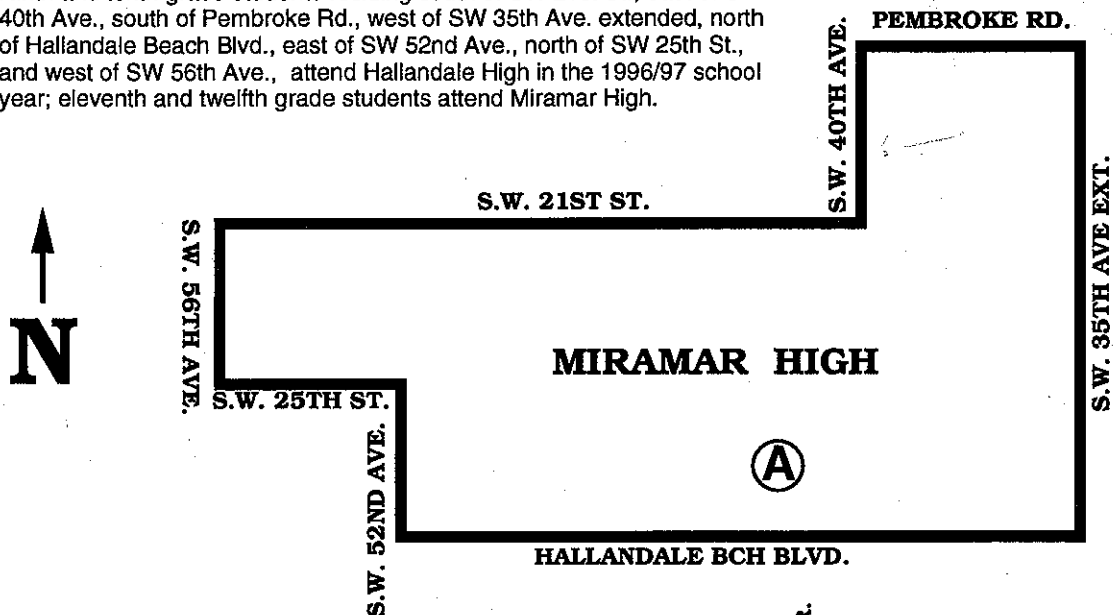 40th Ave., south of Pembroke Rd., west of SW 35th Ave. extended, north
of Hallandale Beach Blvd., east of SW 52nd Ave., north of SW 25th St.,
and west of SW 56th Ave., attend Hallandale High in the 1996/97 school
year; eleventh and twelfth grade students attend Miramar High.
PEMBROKE RD.
S.W. 40TH AVE.
S.W. 21ST ST.
S.W. 35TH AVE EXT.
S.W. 56TH AVE.
N
MIRAMAR HIGH
S.W. 25TH ST.
A
S.W. 52ND AVE.
HALLANDALE BCH BLVD.